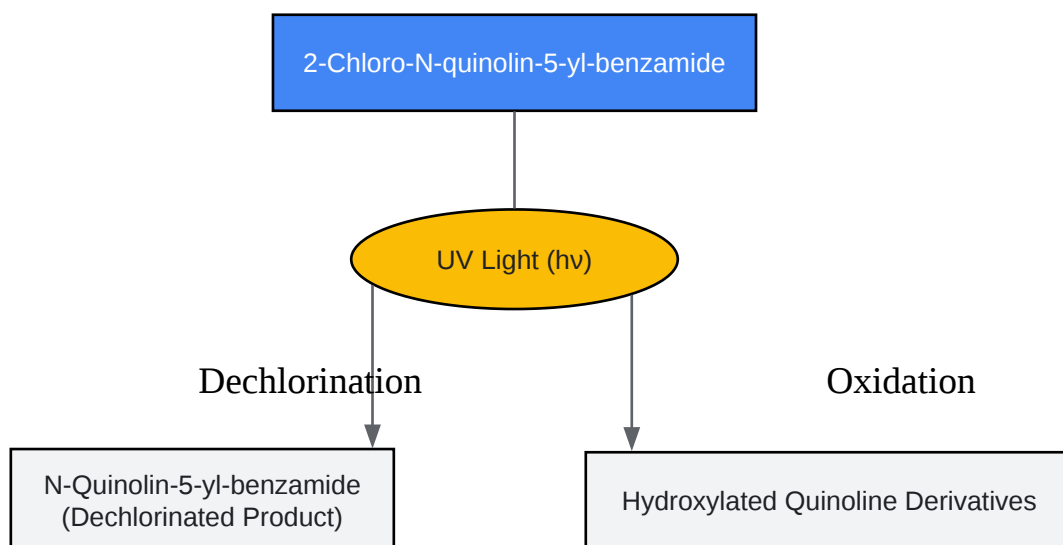 2-Chloro-N-quinolin-5-yl-benzamide
UV Light (hν)
Dechlorination
Oxidation
N-Quinolin-5-yl-benzamide
(Dechlorinated Product)
Hydroxylated Quinoline Derivatives